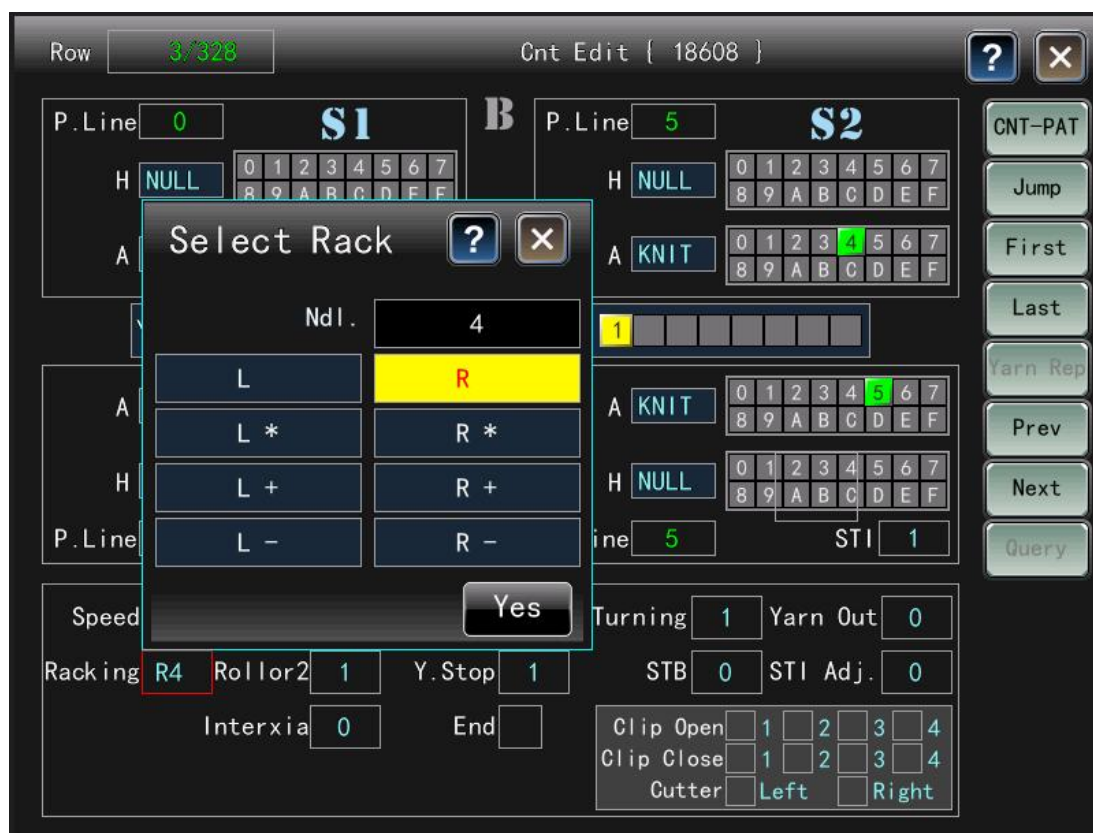 Row 3/328 Cnt Edit { 18608 } ?
P.Line 0 S1 B P.Line 5 S2 CNT-PAT
H NULL 0 1 2 3 4 5 6 7 H NULL 0 1 2 3 4 5 6 7
8 9 A B C D E F 8 9 A B C D E F
Jump
Select Rack ?
A A KNIT 0 1 2 3 4 5 6 7
8 9 A B C D E F
First
Ndl. 4 1 Last
L R Yarn Rep
A A KNIT 0 1 2 3 4 5 6 7
8 9 A B C D E F
L * R * Prev
H L + R + H NULL 0 1 2 3 4 5 6 7
8 9 A B C D E F
Next
P.Line L - R - ine 5 STI 1 Query
Speed Yes Turning 1 Yarn Out 0
Racking R4 Rollor2 1 Y.Stop 1 STB 0 STI Adj. 0
Interxia 0 End Clip Open 1 2 3 4
Clip Close 1 2 3 4
Cutter Left Right